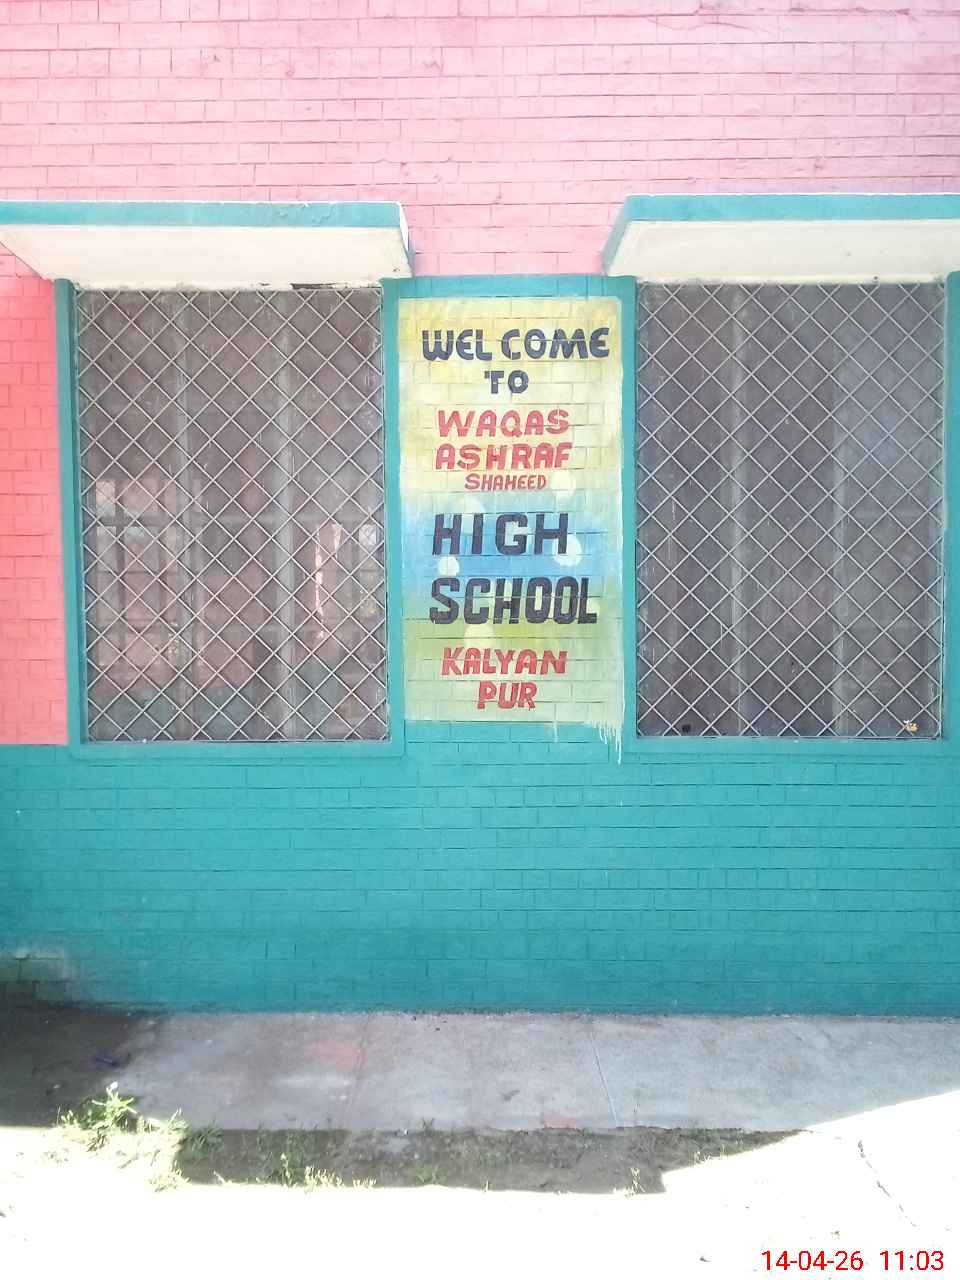 WEL COME
TO
WAQAS
ASHRAF
SHAHEED
HIGH
SCHOOL
KALYAN
PUR
14-04-26 11:03